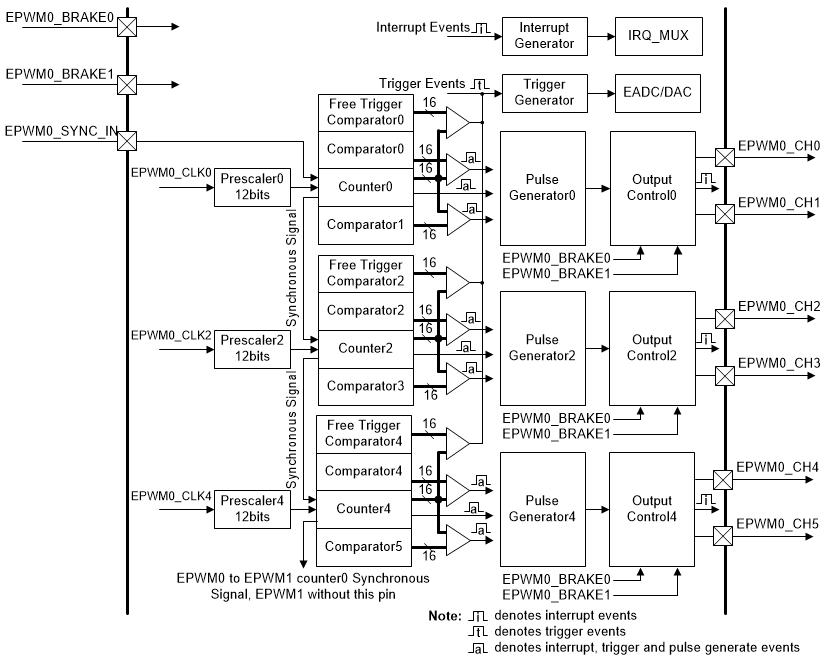 EPWM0_BRAKE0
Interrupt Events
i
Interrupt
Generator
IRQ_MUX
EPWM0_BRAKE1
Trigger Events
t
Trigger
Generator
EADC/DAC
EPWM0_SYNC_IN
Free Trigger
Comparator0
16
Comparator0
16
a
EPWM0_CLK0
Prescaler0
12bits
Counter0
16
a
Comparator1
16
a
Pulse
Generator0
Output
Control0
EPWM0_CH0
i
EPWM0_CH1
EPWM0_BRAKE0
EPWM0_BRAKE1
Synchronous Signal
Free Trigger
Comparator2
16
Comparator2
16
a
EPWM0_CLK2
Prescaler2
12bits
Counter2
16
a
Comparator3
16
a
Pulse
Generator2
Output
Control2
EPWM0_CH2
i
EPWM0_CH3
EPWM0_BRAKE0
EPWM0_BRAKE1
Synchronous Signal
Free Trigger
Comparator4
16
Comparator4
16
a
EPWM0_CLK4
Prescaler4
12bits
Counter4
16
a
Comparator5
16
a
Pulse
Generator4
Output
Control4
EPWM0_CH4
i
EPWM0_CH5
EPWM0_BRAKE0
EPWM0_BRAKE1
EPWM0 to EPWM1 counter0 Synchronous
Signal, EPWM1 without this pin
Note: i denotes interrupt events
t denotes trigger events
a denotes interrupt, trigger and pulse generate events